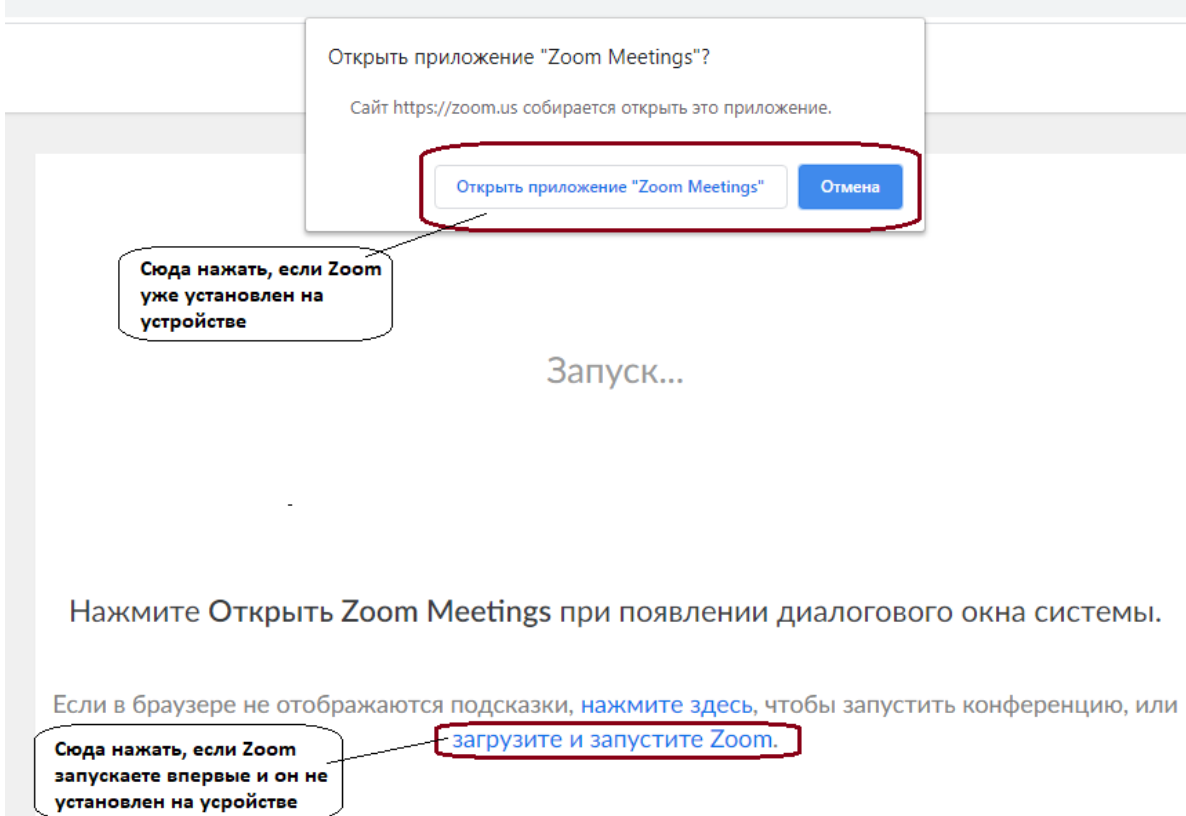 Открыть приложение "Zoom Meetings"?
Сайт https://zoom.us собирается открыть это приложение.
Открыть приложение "Zoom Meetings"
Отмена
Сюда нажать, если Zoom
уже установлен на
устройстве
Запуск...
Нажмите Открыть Zoom Meetings при появлении диалогового окна системы.
Если в браузере не отображаются подсказки, нажмите здесь, чтобы запустить конференцию, или
загрузите и запустите Zoom.
Сюда нажать, если Zoom
запускаете впервые и он не
установлен на усройстве